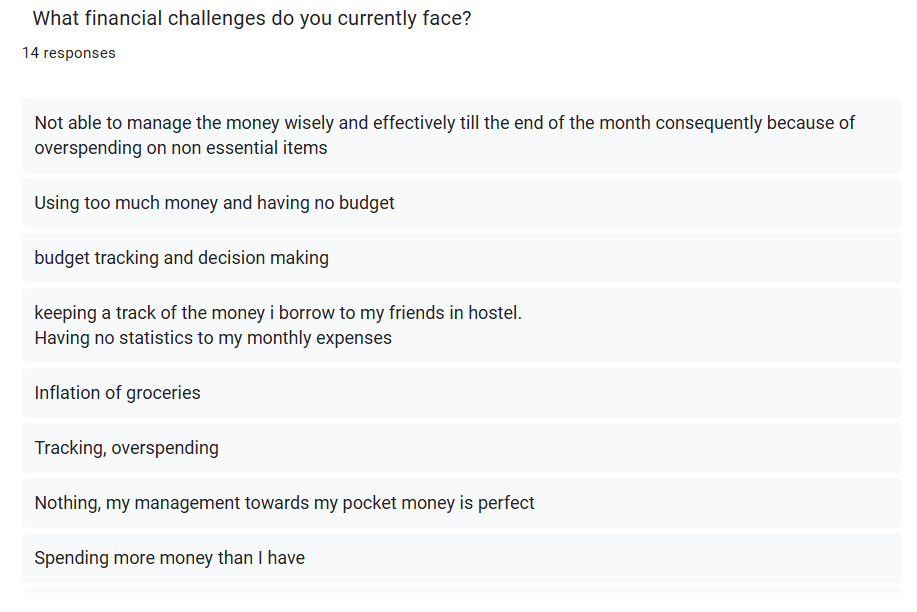 What financial challenges do you currently face?
14 responses
Not able to manage the money wisely and effectively till the end of the month consequently because of
overspending on non essential items
Using too much money and having no budget
budget tracking and decision making
keeping a track of the money i borrow to my friends in hostel.
Having no statistics to my monthly expenses
Inflation of groceries
Tracking, overspending
Nothing, my management towards my pocket money is perfect
Spending more money than I have